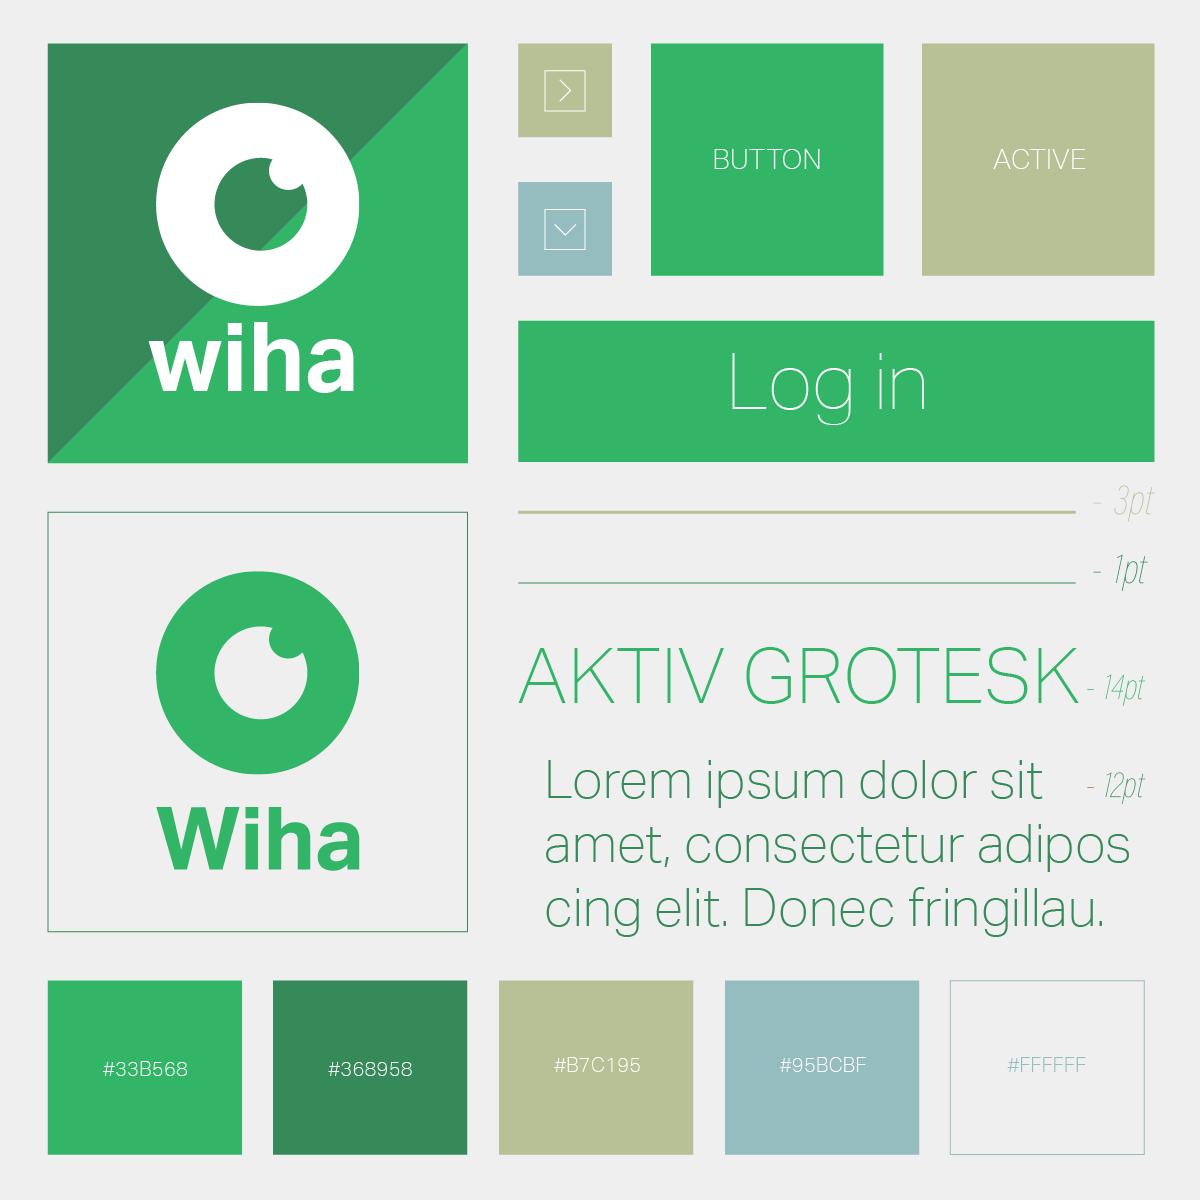 wiha
BUTTON
ACTIVE
Log in
- 3pt
- 1pt
Wiha
AKTIV GROTESK - 14pt
Lorem ipsum dolor sit - 12pt
amet, consectetur adipos
cing elit. Donec fringillau.
#33B568
#368958
#B7C195
#95BCBF
#FFFFFF